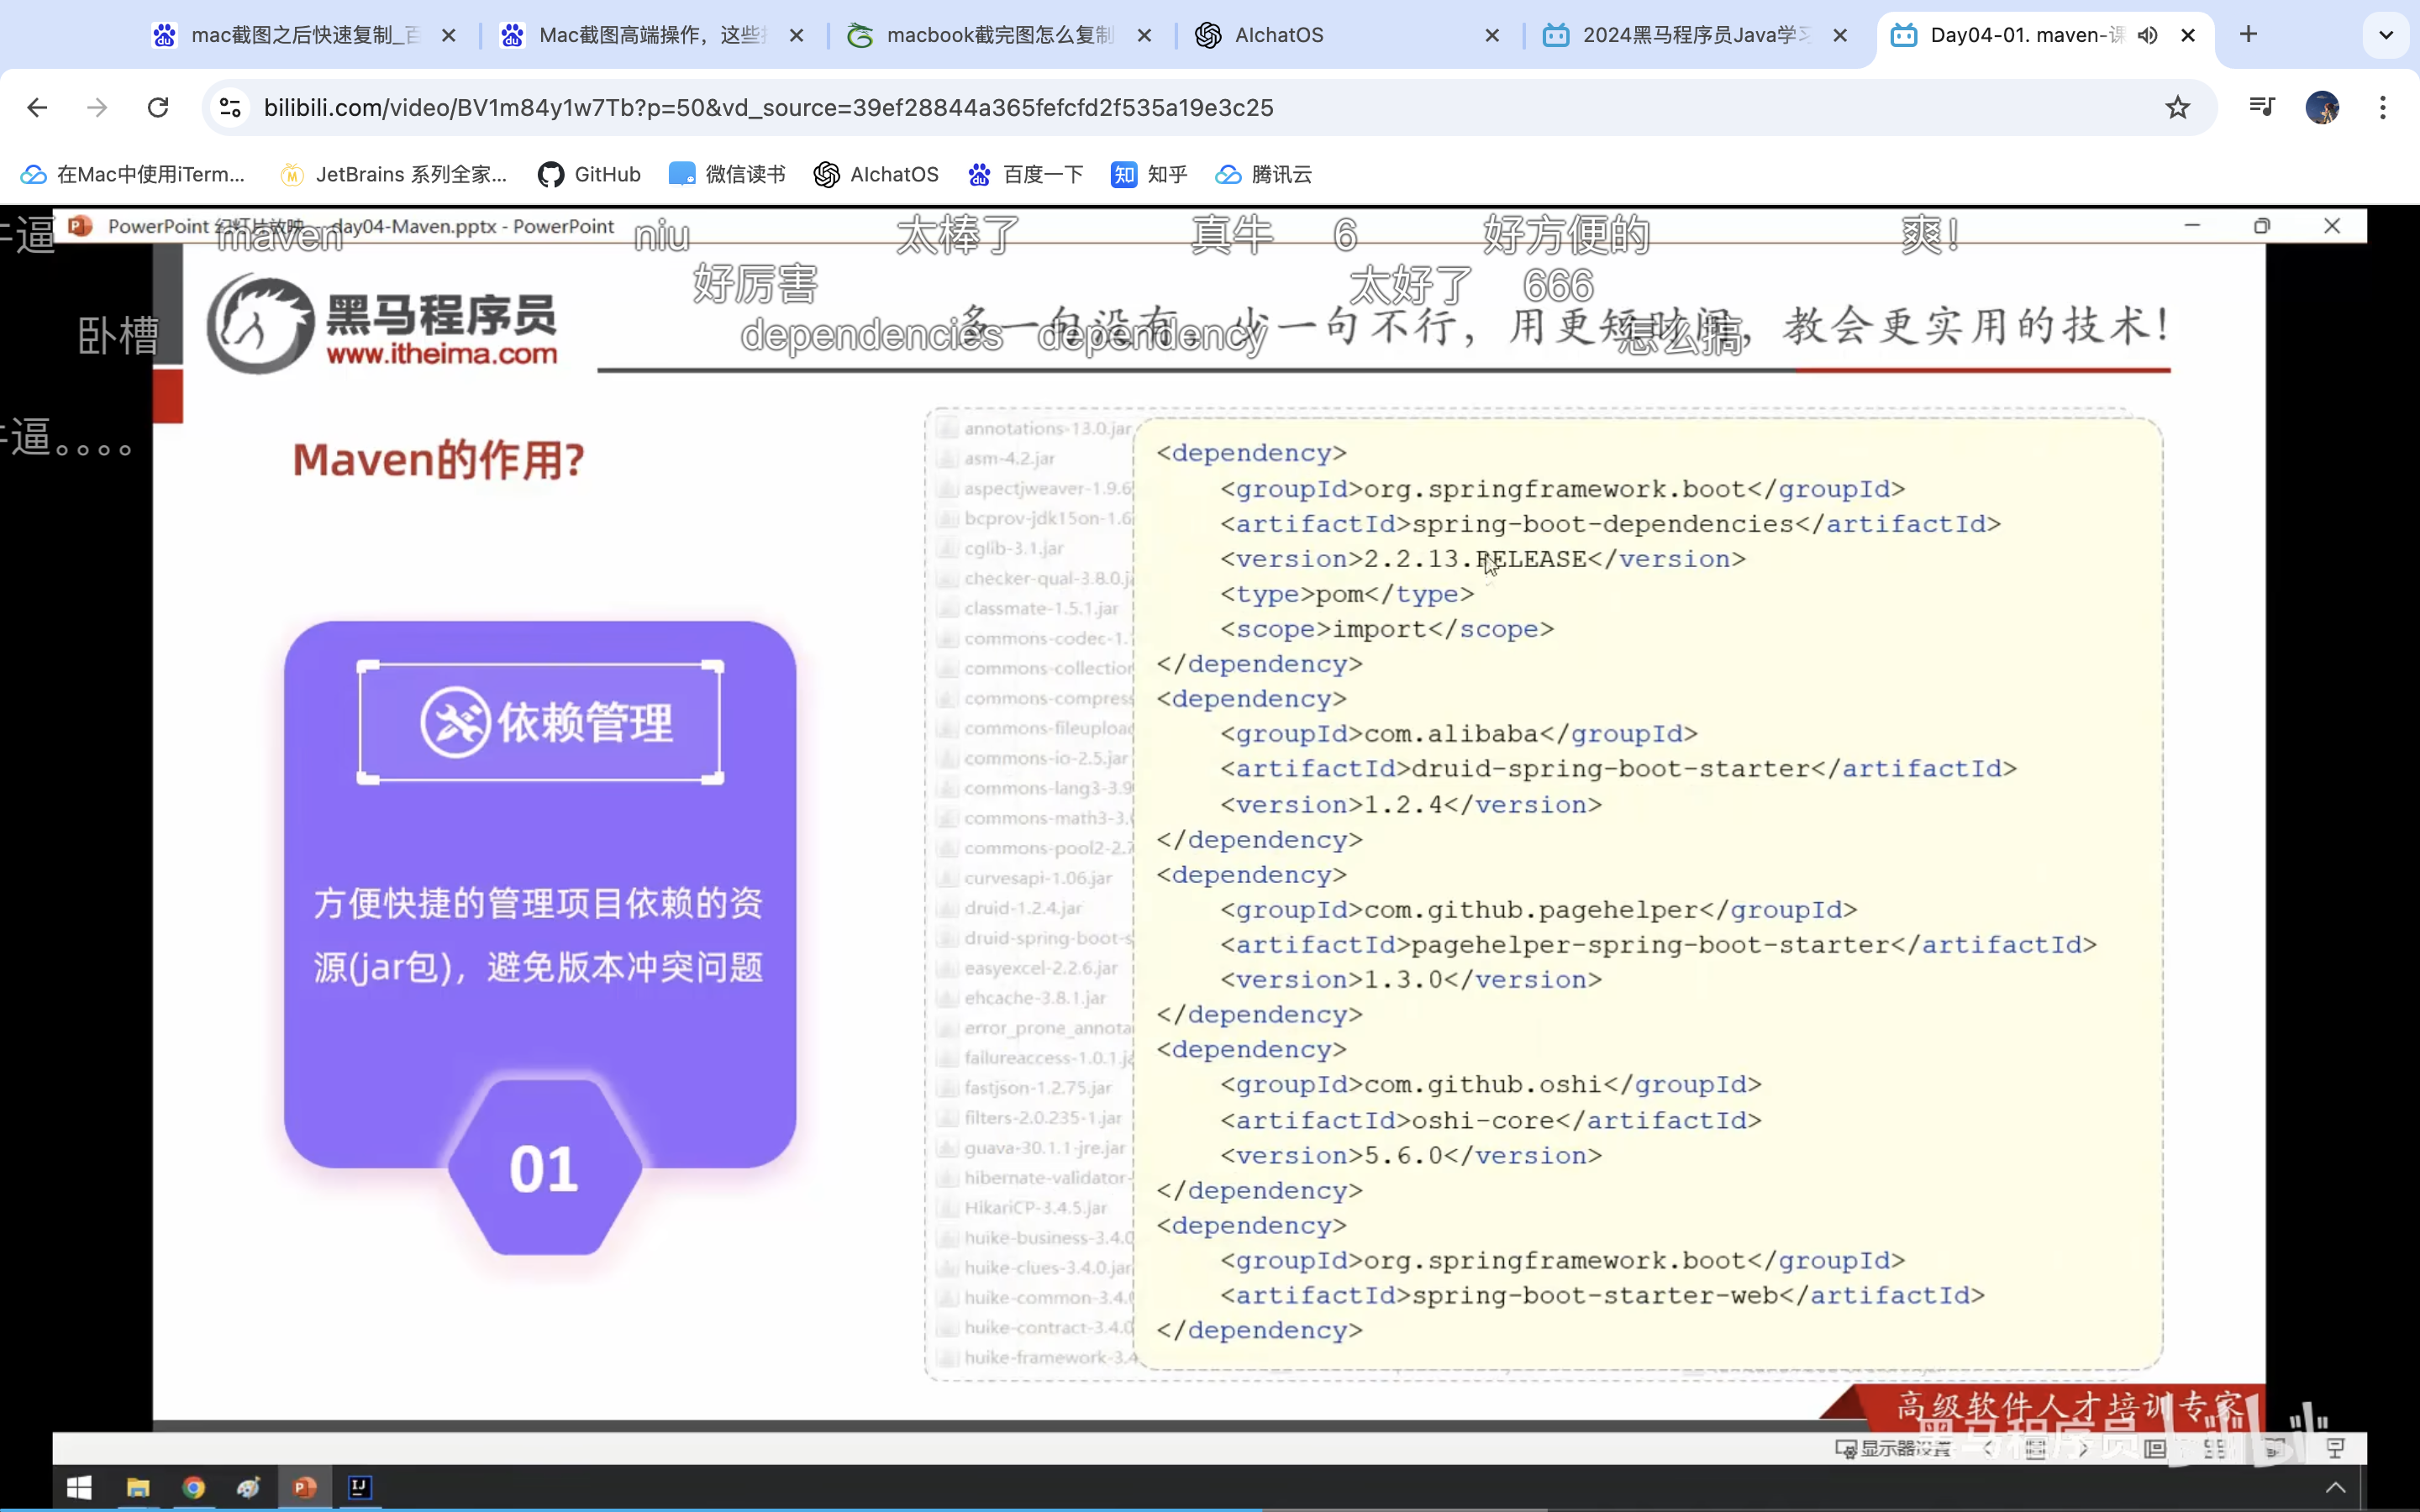 mac截图之后快速复制_百
Mac截图高端操作，这些
macbook截完图怎么复制
AIchatOS
2024黑马程序员Java学习
Day04-01. maven-课
bilibili.com/video/BV1m84y1w7Tb?p=50&vd_source=39ef28844a365fefcfd2f535a19e3c25
在Mac中使用iTerm...
JetBrains 系列全家...
GitHub
微信读书
AIchatOS
百度一下
知 知乎
腾讯云
PowerPoint 幻灯片放映 day04-Maven.pptx - PowerPoint
牛逼
maven
niu
太棒了
真牛
6
好方便的
爽！
好厉害
太好了
666
卧槽
dependencies
dependency
怎么搞
牛逼。。。。
黑马程序员
www.itheima.com
多一句没有，少一句不行，用更短时间，教会更实用的技术！
Maven的作用?
依赖管理
方便快捷的管理项目依赖的资
源(jar包)，避免版本冲突问题
01
annotations-13.0.jar
asm-4.2.jar
aspectjweaver-1.9.6
bcprov-jdk15on-1.6
cglib-3.1.jar
checker-qual-3.8.0.ja
classmate-1.5.1.jar
commons-codec-1.
commons-collection
commons-compress
commons-fileupload
commons-io-2.5.jar
commons-lang3-3.9
commons-math3-3.
commons-pool2-2.7
curvesapi-1.06.jar
druid-1.2.4.jar
druid-spring-boot-s
easyexcel-2.2.6.jar
ehcache-3.8.1.jar
error_prone_annota
failureaccess-1.0.1.ja
fastjson-1.2.75.jar
filters-2.0.235-1.jar
guava-30.1.1-jre.jar
hibernate-validator-
HikariCP-3.4.5.jar
huike-business-3.4.0
huike-clues-3.4.0.jar
huike-common-3.4.0
huike-contract-3.4.0
huike-framework-3.4
<dependency>
<groupId>org.springframework.boot</groupId>
<artifactId>spring-boot-dependencies</artifactId>
<version>2.2.13.RELEASE</version>
<type>pom</type>
<scope>import</scope>
</dependency>
<dependency>
<groupId>com.alibaba</groupId>
<artifactId>druid-spring-boot-starter</artifactId>
<version>1.2.4</version>
</dependency>
<dependency>
<groupId>com.github.pagehelper</groupId>
<artifactId>pagehelper-spring-boot-starter</artifactId>
<version>1.3.0</version>
</dependency>
<dependency>
<groupId>com.github.oshi</groupId>
<artifactId>oshi-core</artifactId>
<version>5.6.0</version>
</dependency>
<dependency>
<groupId>org.springframework.boot</groupId>
<artifactId>spring-boot-starter-web</artifactId>
</dependency>
高级软件人才培训专家
黑马程序员 bilibili
显示器设置